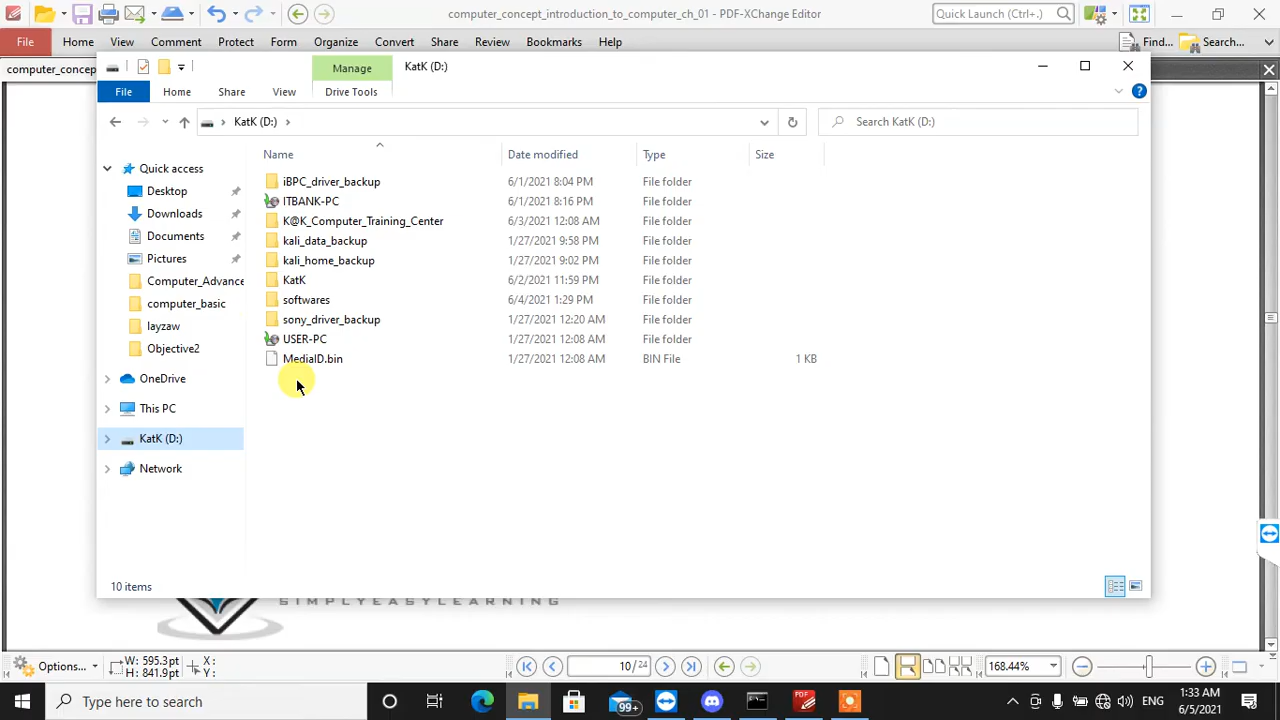 computer_concept_introduction_to_computer_ch_01 - PDF-XChange Edi
Quick Launch (Ctrl+.)
File Home View Comment Protect Form Organize Convert Share Review Bookmarks Help
Find... Search...
computer_concep
Manage KatK (D:)
File Home Share View Drive Tools
KatK (D:)
Search KatK (D:)
Name Date modified Type Size
Quick access
Desktop
Downloads
Documents
Pictures
Computer_Advance
computer_basic
layzaw
Objective2
OneDrive
This PC
KatK (D:)
Network
iBPC_driver_backup 6/1/2021 8:04 PM File folder
ITBANK-PC 6/1/2021 8:16 PM File folder
K@K_Computer_Training_Center 6/3/2021 12:08 AM File folder
kali_data_backup 1/27/2021 9:58 PM File folder
kali_home_backup 1/27/2021 9:02 PM File folder
KatK 6/2/2021 11:59 PM File folder
softwares 6/4/2021 1:29 PM File folder
sony_driver_backup 1/27/2021 12:20 AM File folder
USER-PC 1/27/2021 12:08 AM File folder
MediaID.bin 1/27/2021 12:08 AM BIN File 1 KB
10 items
SIMPLYEASYLEARNING
Options... W: 595.3pt X:
H: 841.9pt Y:
10 / 24
168.44%
Type here to search
PDF
99+
ENG
1:33 AM
6/5/2021